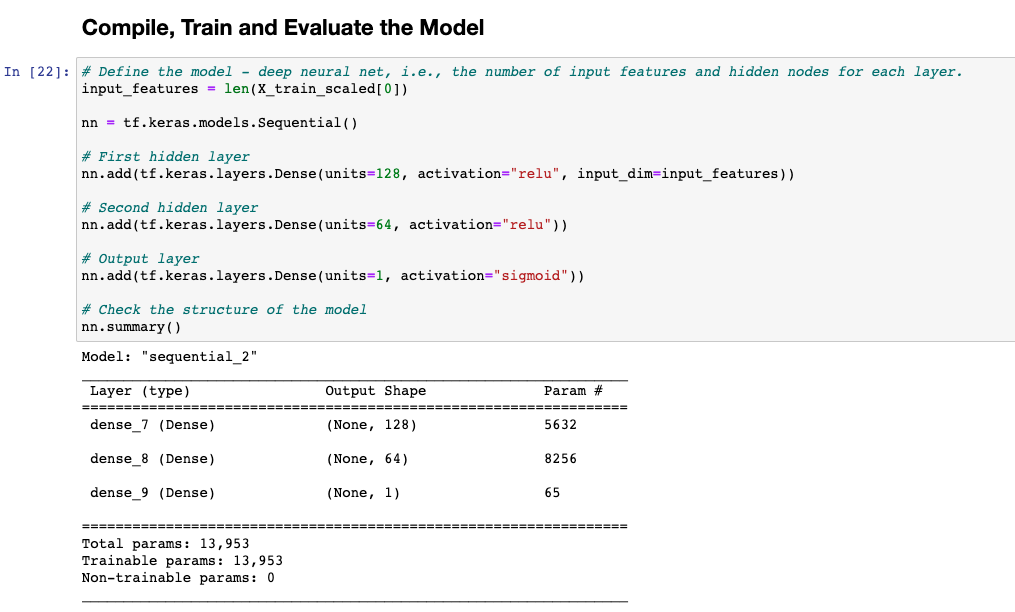 Compile, Train and Evaluate the Model
In [22]: # Define the model - deep neural net, i.e., the number of input features and hidden nodes for each layer.
input_features = len(X_train_scaled[0])
nn = tf.keras.models.Sequential()
# First hidden layer
nn.add(tf.keras.layers.Dense(units=128, activation="relu", input_dim=input_features))
# Second hidden layer
nn.add(tf.keras.layers.Dense(units=64, activation="relu"))
# Output layer
nn.add(tf.keras.layers.Dense(units=1, activation="sigmoid"))
# Check the structure of the model
nn.summary()
Model: "sequential_2"
Layer (type) Output Shape Param #
=================================================================
dense_7 (Dense) (None, 128) 5632
dense_8 (Dense) (None, 64) 8256
dense_9 (Dense) (None, 1) 65
=================================================================
Total params: 13,953
Trainable params: 13,953
Non-trainable params: 0